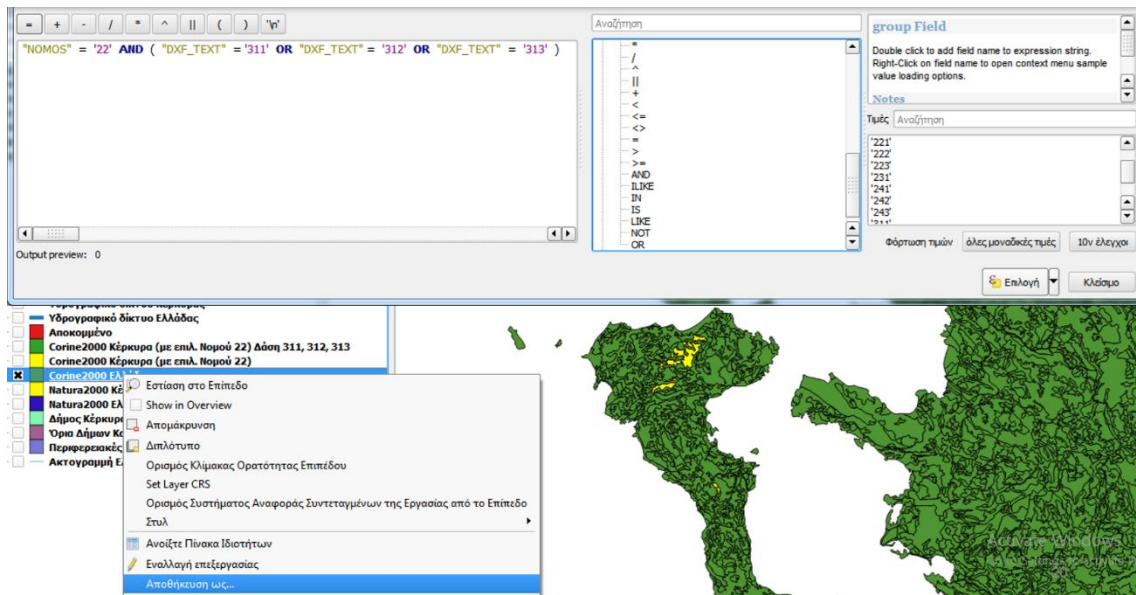 = + - / * ^ || ( ) '\n'
"NOMOS" = '22' AND ( "DXF_TEXT" ='311' OR "DXF_TEXT" = '312' OR "DXF_TEXT" = '313' )
Output preview: 0
Αναζήτηση
*
/
^
||
+
<
<=
<>
=
>
>=
AND
ILIKE
IN
IS
LIKE
NOT
OR
group Field
Double click to add field name to expression string.
Right-Click on field name to open context menu sample
value loading options.
Notes
Τιμές Αναζήτηση
'221'
'222'
'223'
'231'
'241'
'242'
'243'
'311'
Φόρτωση τιμών όλες μοναδικές τιμές 10ν έλεγχοι
Επιλογή Κλείσιμο
Υδρογραφικό δίκτυο Κέρκυρας
Υδρογραφικό δίκτυο Ελλάδας
Αποκομμένο
Corine2000 Κέρκυρα (με επιλ. Νομού 22) Δάση 311, 312, 313
Corine2000 Κέρκυρα (με επιλ. Νομού 22)
Corine2000 Ελλάδ
Natura2000 Κέ
Natura2000 Ελ
Δήμος Κέρκυρ
Όρια Δήμων Κ
Περιφερειακές
Ακτογραμμή Ε
Εστίαση στο Επίπεδο
Show in Overview
Απομάκρυνση
Διπλότυπο
Ορισμός Κλίμακας Ορατότητας Επιπέδου
Set Layer CRS
Ορισμός Συστήματος Αναφοράς Συντεταγμένων της Εργασίας από το Επίπεδο
Στυλ
Ανοίξτε Πίνακα Ιδιοτήτων
Εναλλαγή επεξεργασίας
Αποθήκευση ως...
Activate Windows